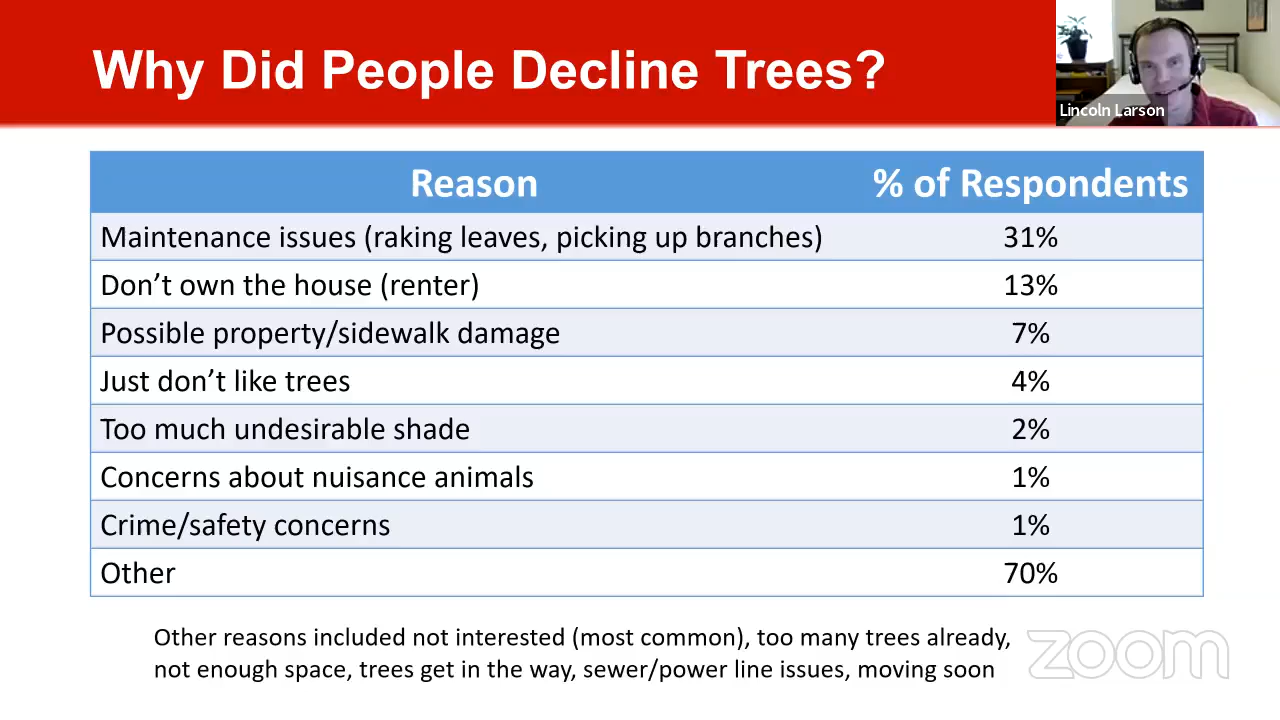 Why Did People Decline Trees?
Lincoln Larson
Reason % of Respondents
Maintenance issues (raking leaves, picking up branches) 31%
Don’t own the house (renter) 13%
Possible property/sidewalk damage 7%
Just don’t like trees 4%
Too much undesirable shade 2%
Concerns about nuisance animals 1%
Crime/safety concerns 1%
Other 70%
Other reasons included not interested (most common), too many trees already,
not enough space, trees get in the way, sewer/power line issues, moving soon
zoom